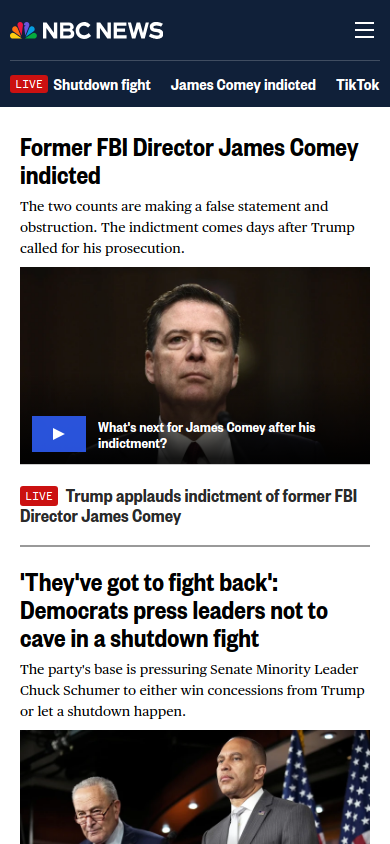 NBC NEWS
LIVE Shutdown fight James Comey indicted TikTok
Former FBI Director James Comey
indicted
The two counts are making a false statement and
obstruction. The indictment comes days after Trump
called for his prosecution.
What's next for James Comey after his
indictment?
LIVE Trump applauds indictment of former FBI
Director James Comey
'They've got to fight back':
Democrats press leaders not to
cave in a shutdown fight
The party's base is pressuring Senate Minority Leader
Chuck Schumer to either win concessions from Trump
or let a shutdown happen.